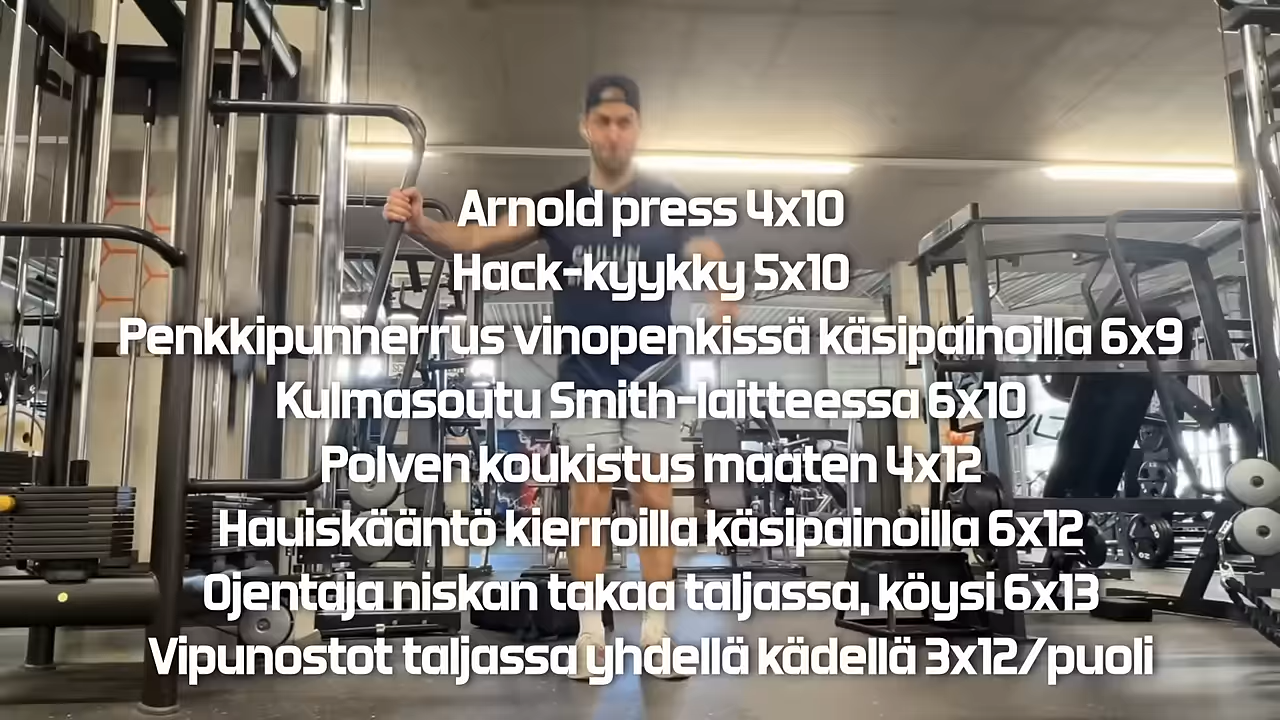 Arnold press 4x10
Hack-kyykky 5x10
Penkkipunnerrus vinopenkissä käsipainoilla 6x9
Kulmasoutu Smith-laitteessa 6x10
Polven koukistus maaten 4x12
Hauiskääntö kierroilla käsipainoilla 6x12
Ojentaja niskan takaa taljassa, köysi 6x13
Vipunostot taljassa yhdellä kädellä 3x12/puoli